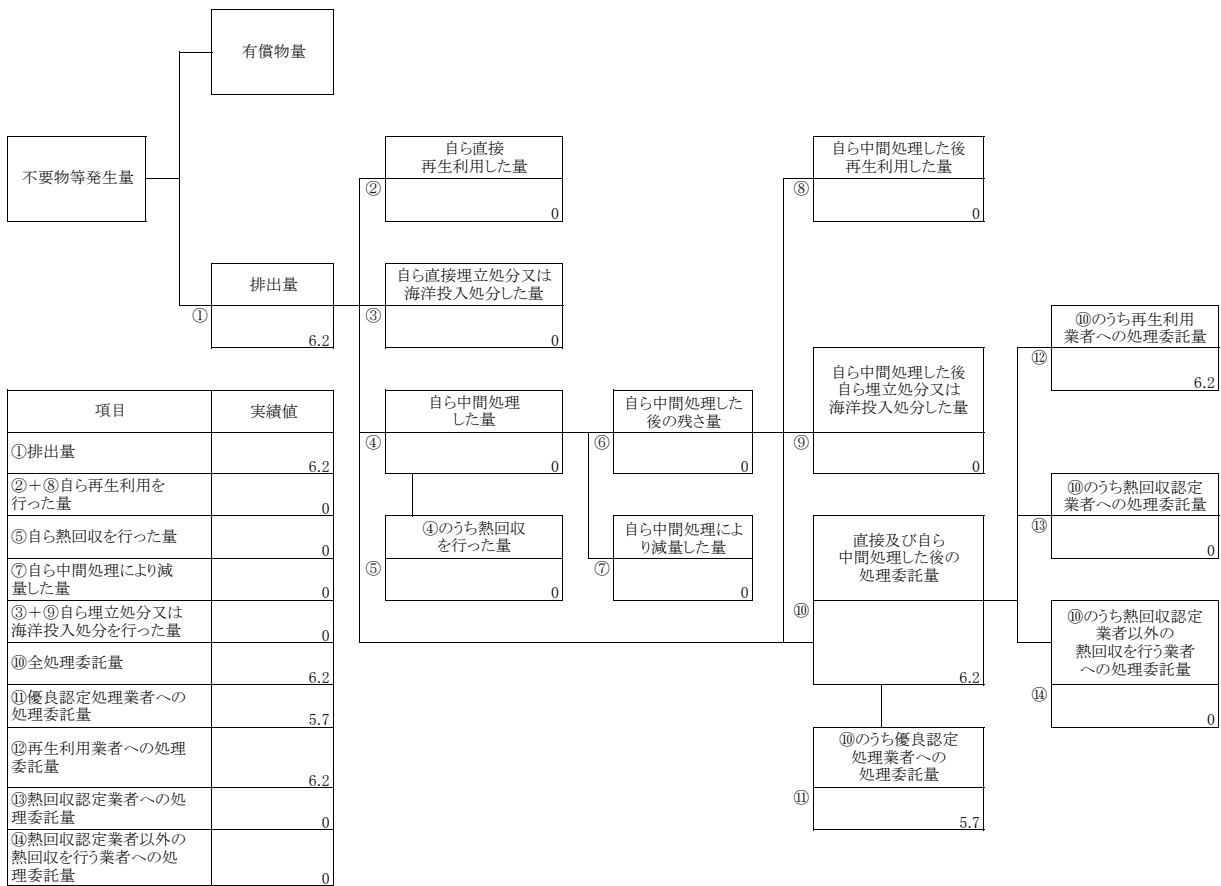 有償物量
不要物等発生量
自ら直接
再生利用した量
②
0
自ら中間処理した後
再生利用した量
⑧
0
排出量
①
6.2
自ら直接埋立処分又は
海洋投入処分した量
③
0
⑩のうち再生利用
業者への処理委託量
⑫
6.2
自ら中間処理
した量
④
0
自ら中間処理した
後の残さ量
⑥
0
自ら中間処理した後
自ら埋立処分又は
海洋投入処分した量
⑨
0
⑩のうち熱回収認定
業者への処理委託量
⑬
0
④のうち熱回収
を行った量
⑤
0
自ら中間処理によ
り減量した量
⑦
0
直接及び自ら
中間処理した後の
処理委託量
⑩
6.2
⑩のうち熱回収認定
業者以外の
熱回収を行う業者
への処理委託量
⑭
0
⑩のうち優良認定
処理業者への
処理委託量
⑪
5.7
項目 実績値
①排出量
6.2
②+⑧自ら再生利用を
行った量
0
⑤自ら熱回収を行った量
0
⑦自ら中間処理により減
量した量
0
③+⑨自ら埋立処分又は
海洋投入処分を行った量
0
⑩全処理委託量
6.2
⑪優良認定処理業者への
処理委託量
5.7
⑫再生利用業者への処理
委託量
6.2
⑬熱回収認定業者への処
理委託量
0
⑭熱回収認定業者以外の
熱回収を行う業者への処
理委託量
0